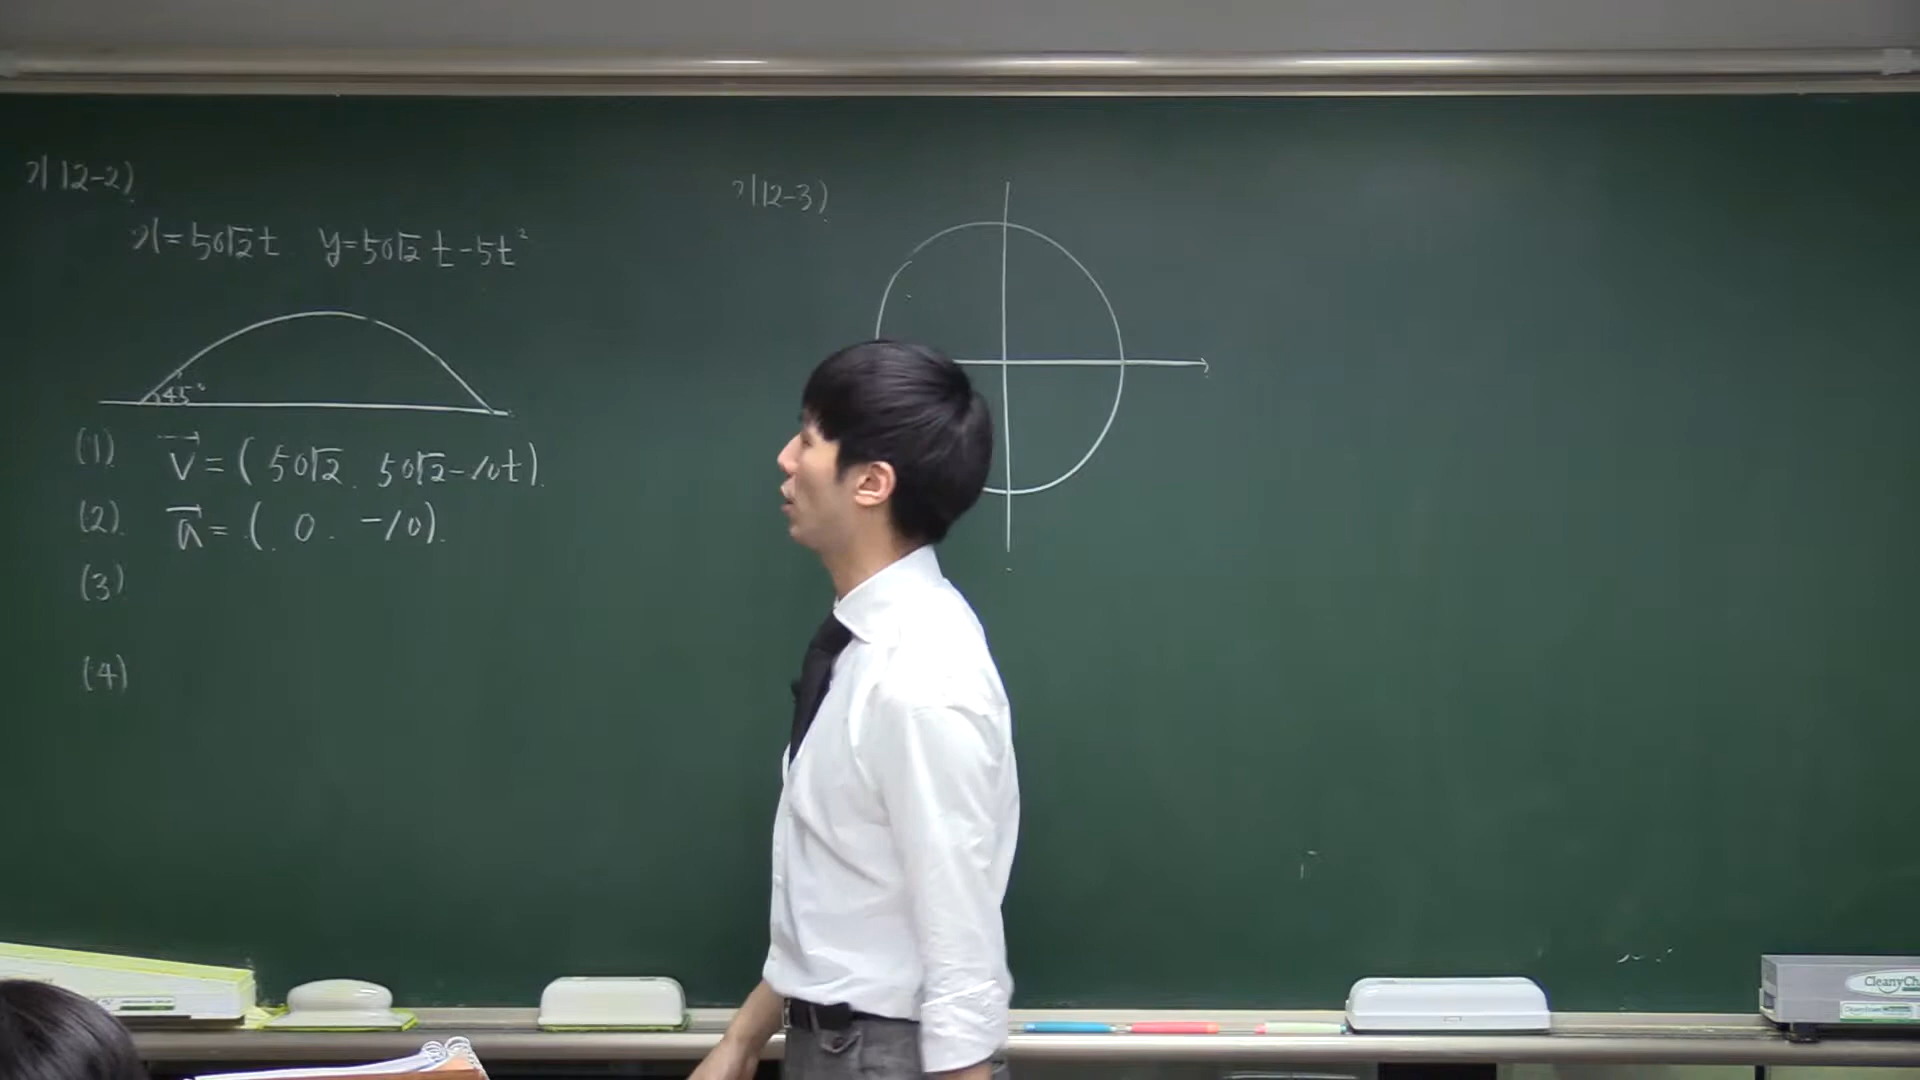 기12-2)
x=50√2t  y=50√2t-5t²
45°
(1) v⃗=(50√2, 50√2-10t).
(2) a⃗=(0, -10).
(3)
(4)
기12-3)